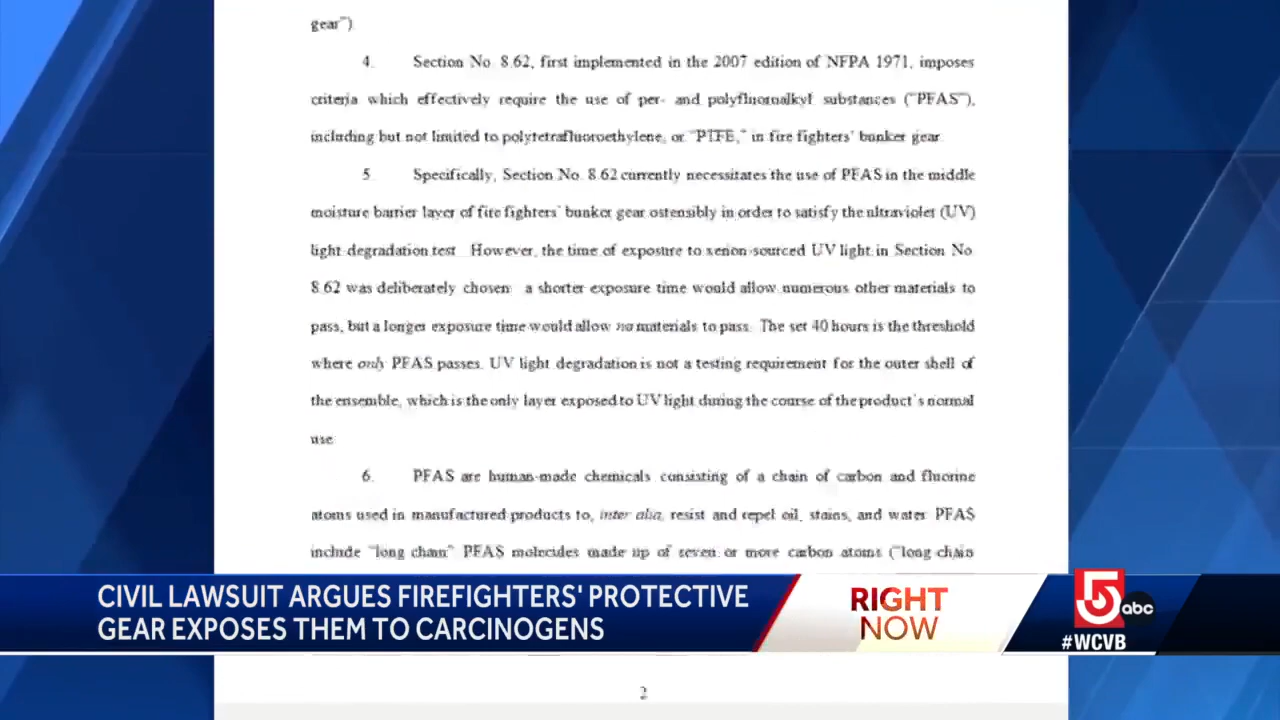 gear")
4. Section No. 8.62, first implemented in the 2007 edition of NFPA 1971, imposes
criteria which effectively require the use of per- and polyfluoroalkyl substances ("PFAS"),
including but not limited to polytetrafluoroethylene, or "PTFE," in fire fighters' bunker gear.
5. Specifically, Section No. 8.62 currently necessitates the use of PFAS in the middle
moisture barrier layer of fire fighters' bunker gear ostensibly in order to satisfy the ultraviolet (UV)
light degradation test. However, the time of exposure to xenon-sourced UV light in Section No.
8.62 was deliberately chosen: a shorter exposure time would allow numerous other materials to
pass, but a longer exposure time would allow no materials to pass. The set 40 hours is the threshold
where only PFAS passes. UV light degradation is not a testing requirement for the outer shell of
the ensemble, which is the only layer exposed to UV light during the course of the product's normal
use.
6. PFAS are human-made chemicals consisting of a chain of carbon and fluorine
atoms used in manufactured products to, inter alia, resist and repel oil, stains, and water. PFAS
include "long chain" PFAS molecules made up of seven or more carbon atoms ("long chain
CIVIL LAWSUIT ARGUES FIREFIGHTERS' PROTECTIVE
GEAR EXPOSES THEM TO CARCINOGENS
RIGHT
NOW
5 abc
#WCVB
2